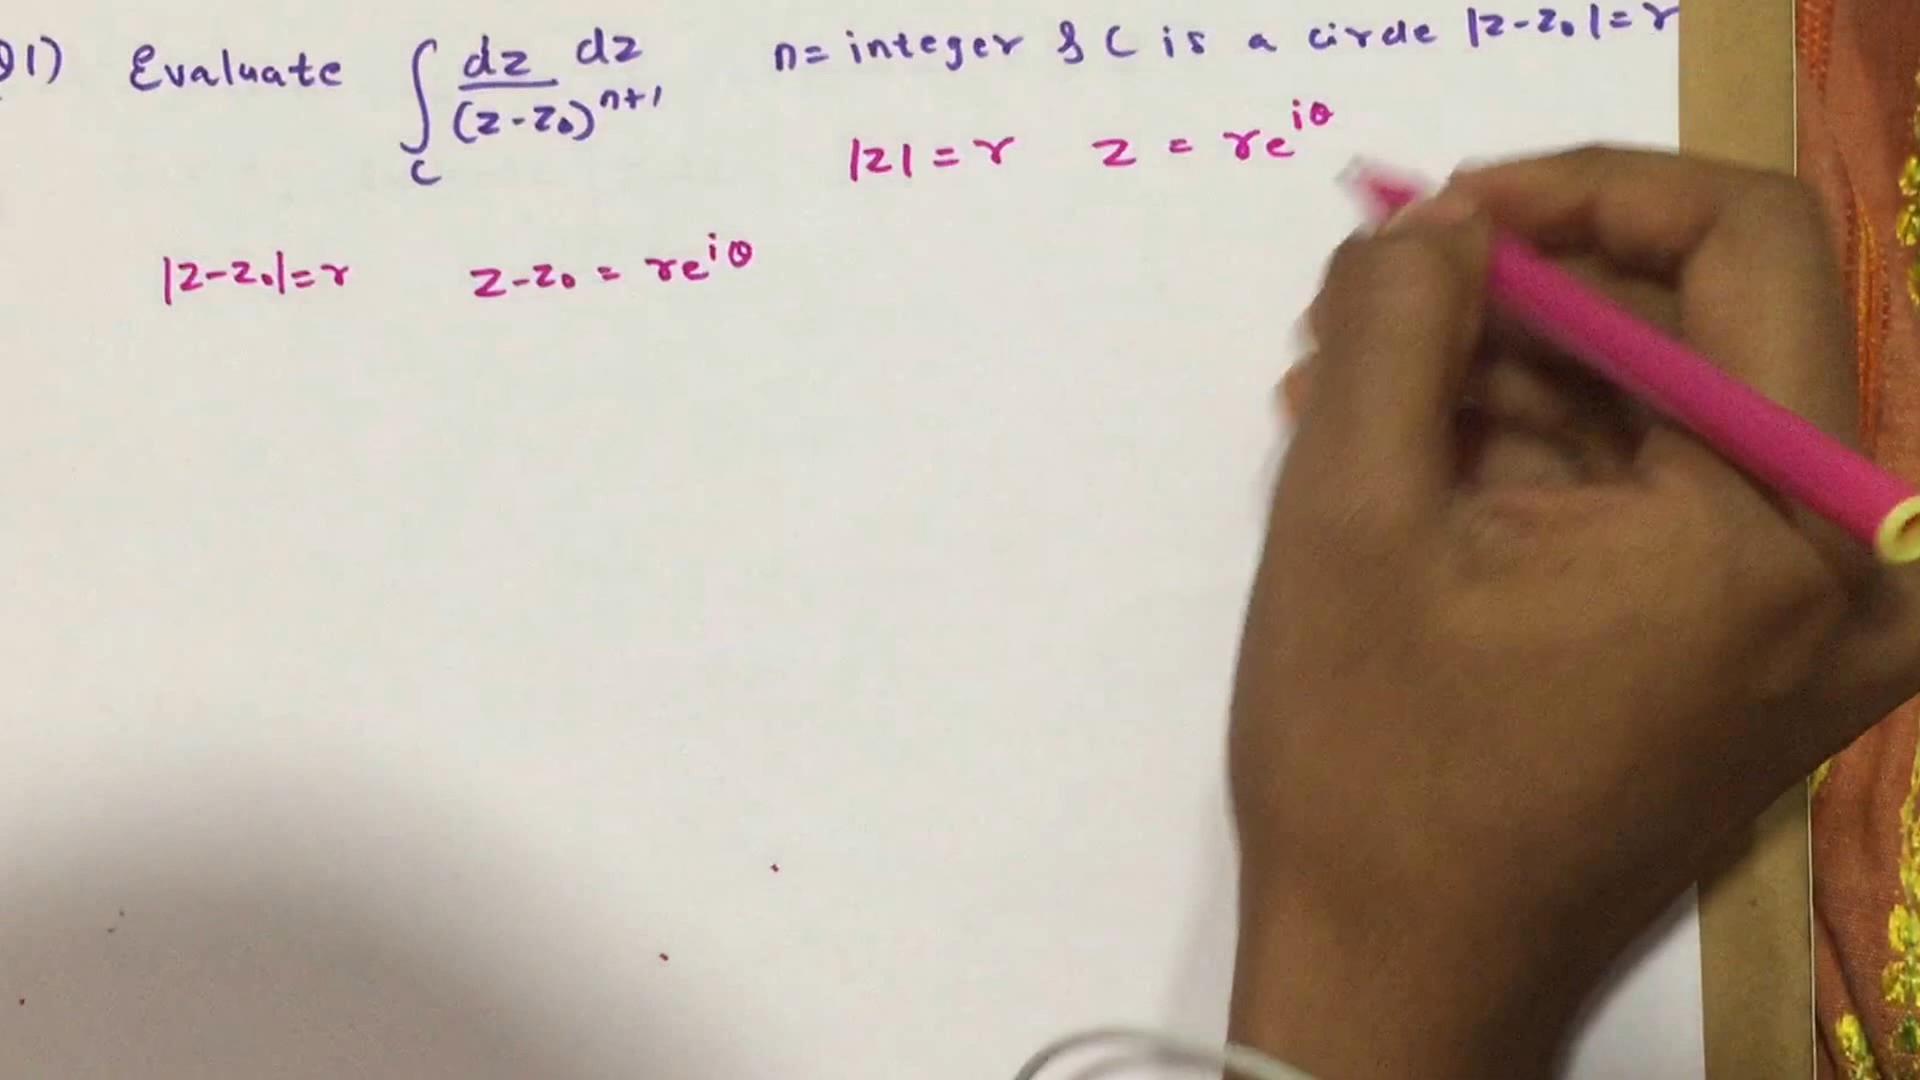 Q1) Evaluate ∫_C dz/(z-z₀)^(n+1) dz n = integer & C is a circle |z-z₀|=r
|z| = r z = re^(iθ)
|z-z₀|=r z-z₀ = re^(iθ)